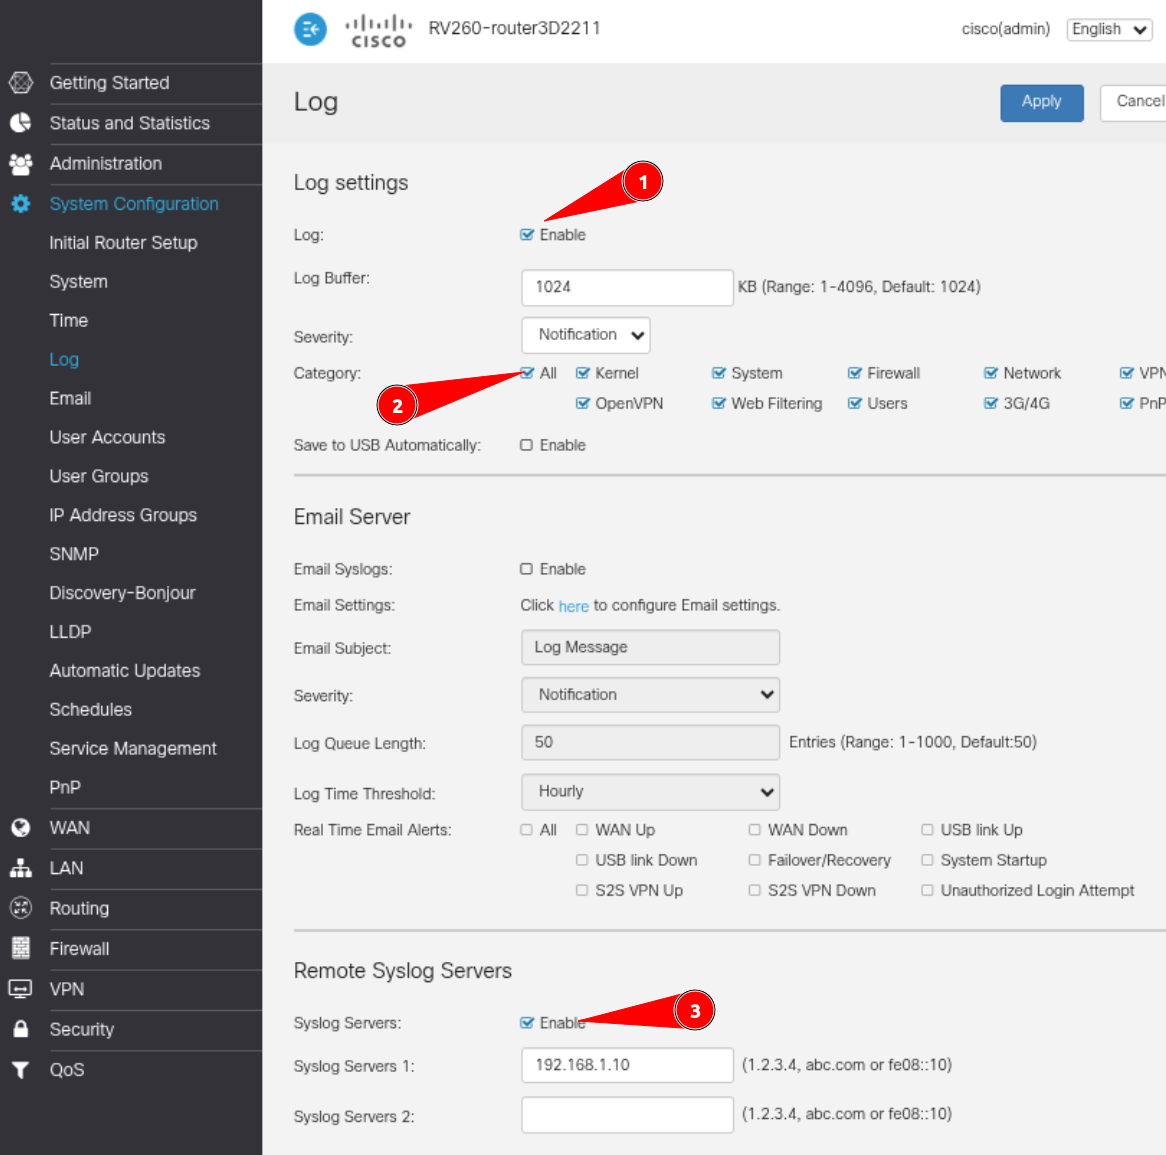 CISCO
RV260-router3D2211
cisco(admin)
English
Getting Started
Status and Statistics
Administration
System Configuration
Initial Router Setup
System
Time
Log
Email
User Accounts
User Groups
IP Address Groups
SNMP
Discovery-Bonjour
LLDP
Automatic Updates
Schedules
Service Management
PnP
WAN
LAN
Routing
Firewall
VPN
Security
QoS
Log
Apply
Cancel
Log settings
1
Log: Enable
Log Buffer: 1024 KB (Range: 1-4096, Default: 1024)
Severity: Notification
Category: All Kernel System Firewall Network VPN
2
OpenVPN Web Filtering Users 3G/4G PnP
Save to USB Automatically: Enable
Email Server
Email Syslogs: Enable
Email Settings: Click here to configure Email settings.
Email Subject: Log Message
Severity: Notification
Log Queue Length: 50 Entries (Range: 1-1000, Default:50)
Log Time Threshold: Hourly
Real Time Email Alerts: All WAN Up WAN Down USB link Up
USB link Down Failover/Recovery System Startup
S2S VPN Up S2S VPN Down Unauthorized Login Attempt
Remote Syslog Servers
3
Syslog Servers: Enable
Syslog Servers 1: 192.168.1.10 (1.2.3.4, abc.com or fe08::10)
Syslog Servers 2: (1.2.3.4, abc.com or fe08::10)